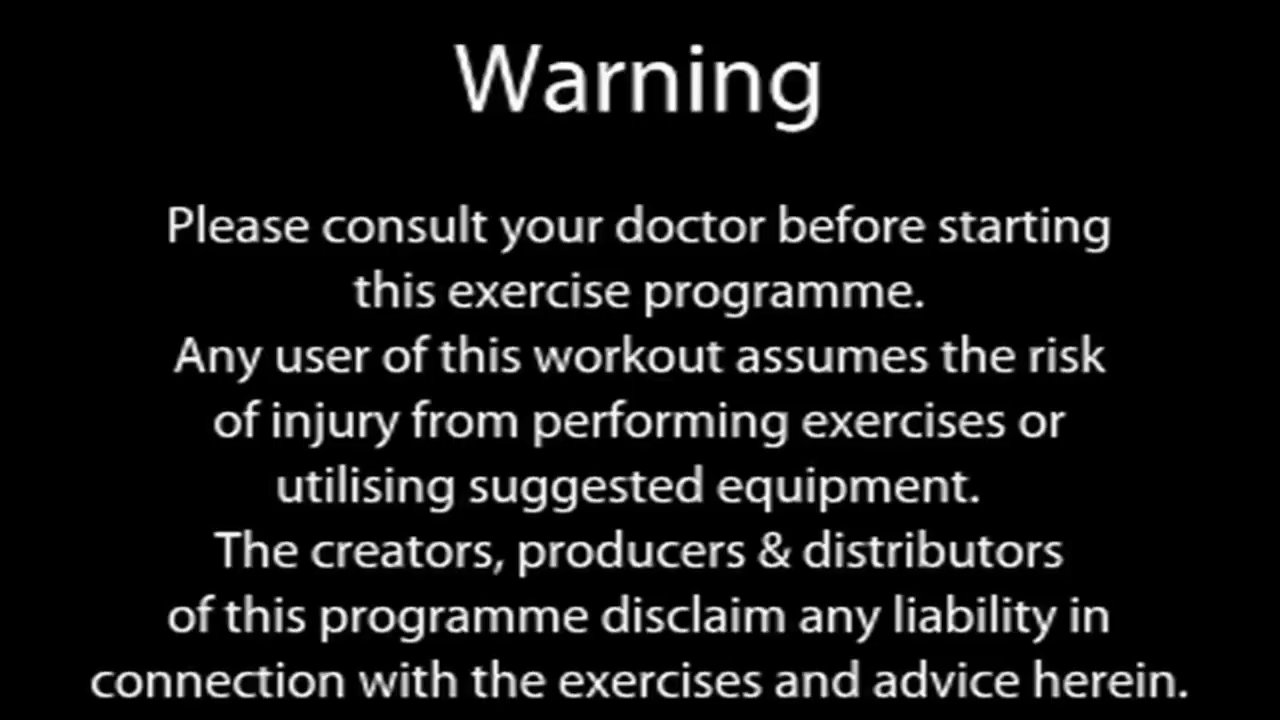 Warning
Please consult your doctor before starting
this exercise programme.
Any user of this workout assumes the risk
of injury from performing exercises or
utilising suggested equipment.
The creators, producers & distributors
of this programme disclaim any liability in
connection with the exercises and advice herein.